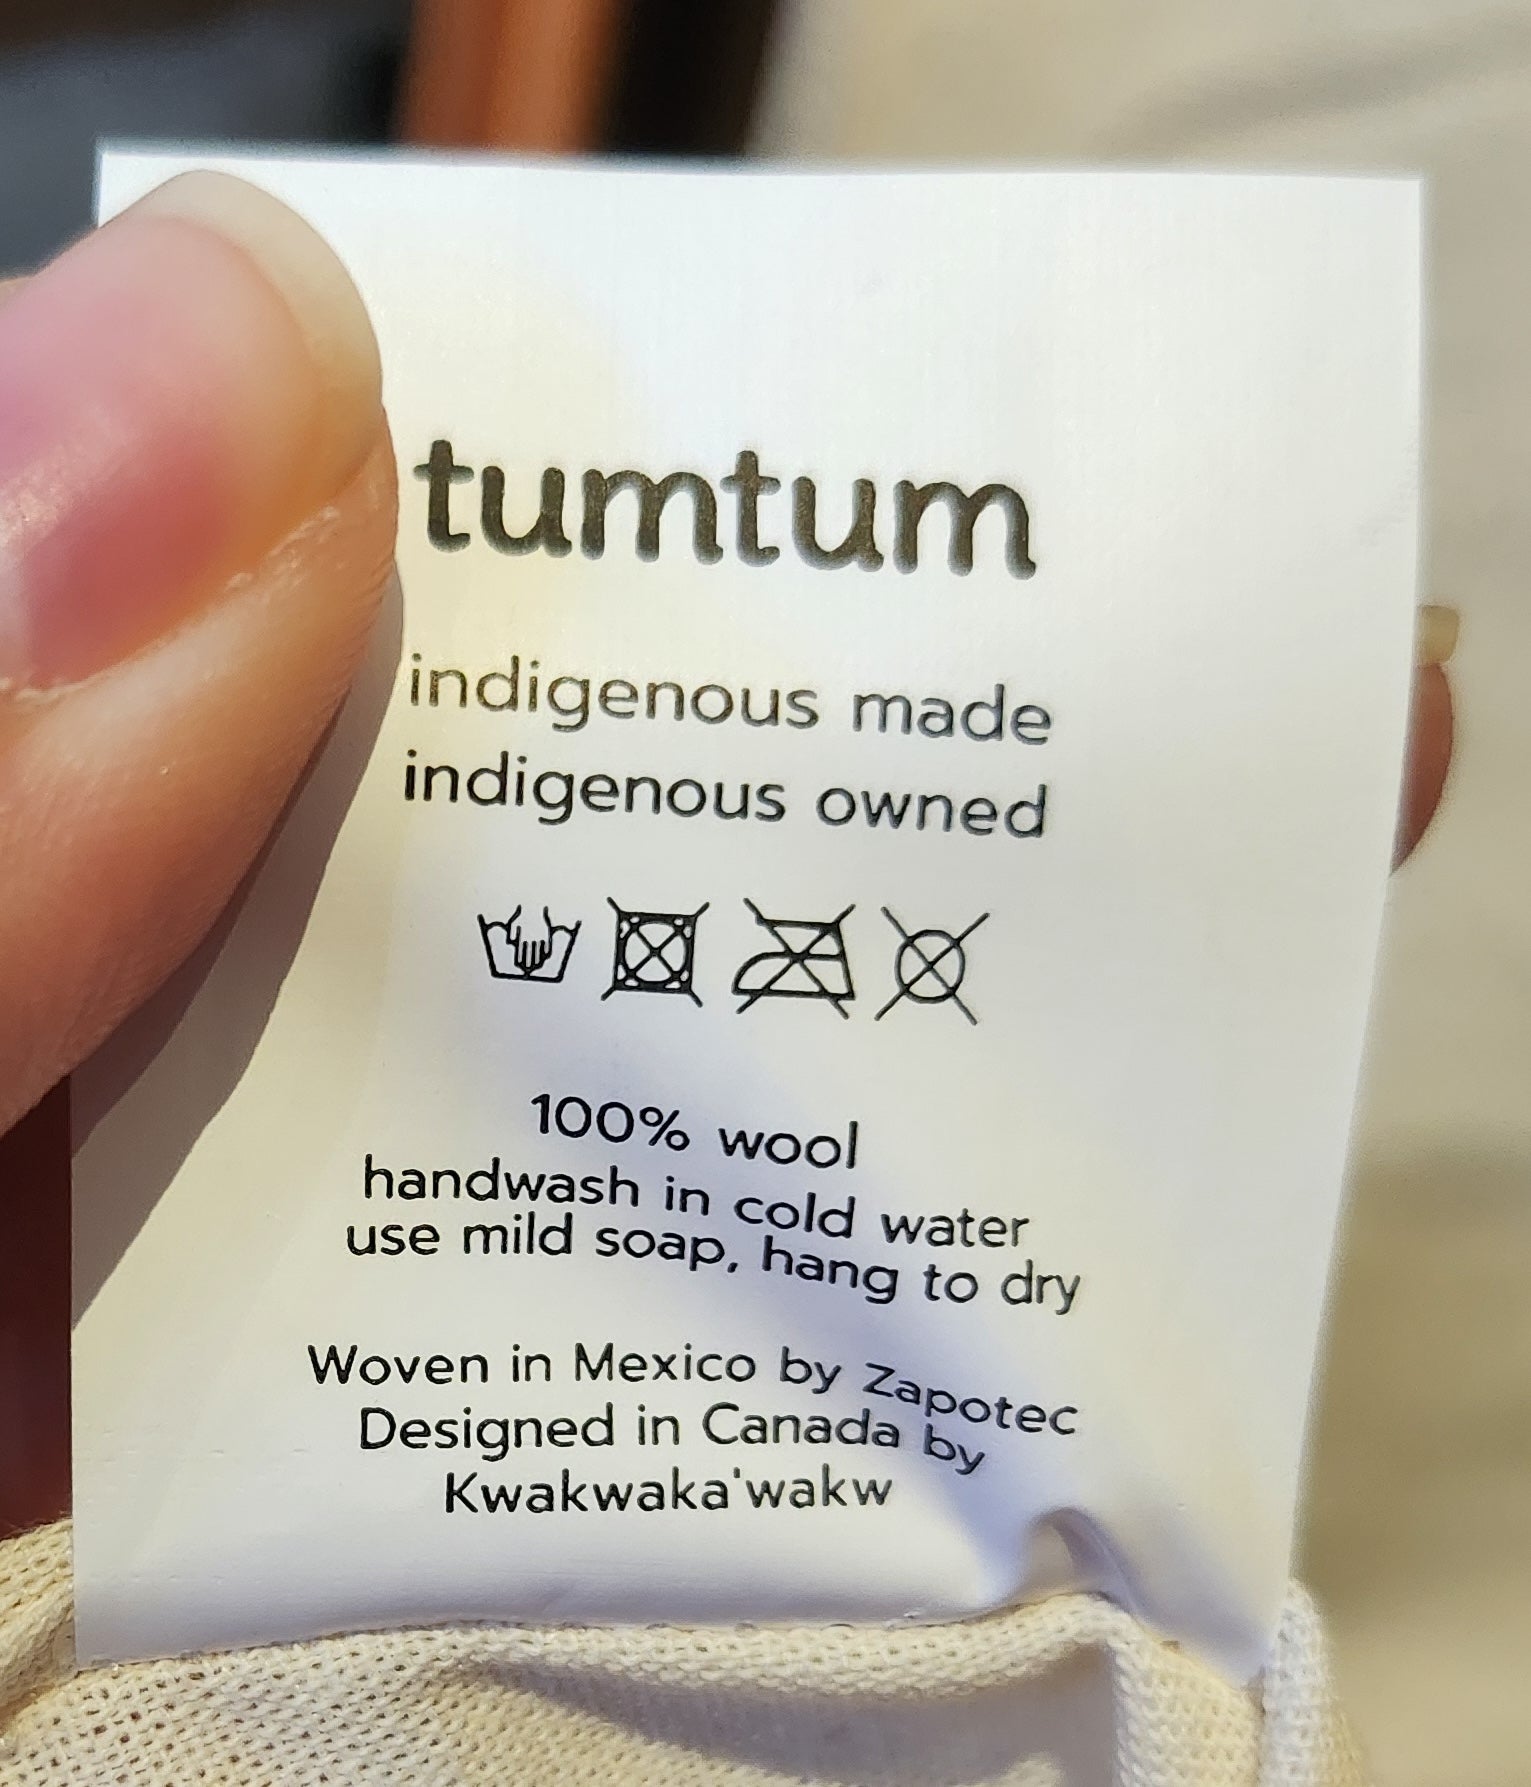 tumtum
indigenous made
indigenous owned
100% wool
handwash in cold water
use mild soap, hang to dry
Woven in Mexico by Zapotec
Designed in Canada by
Kwakwaka'wakw